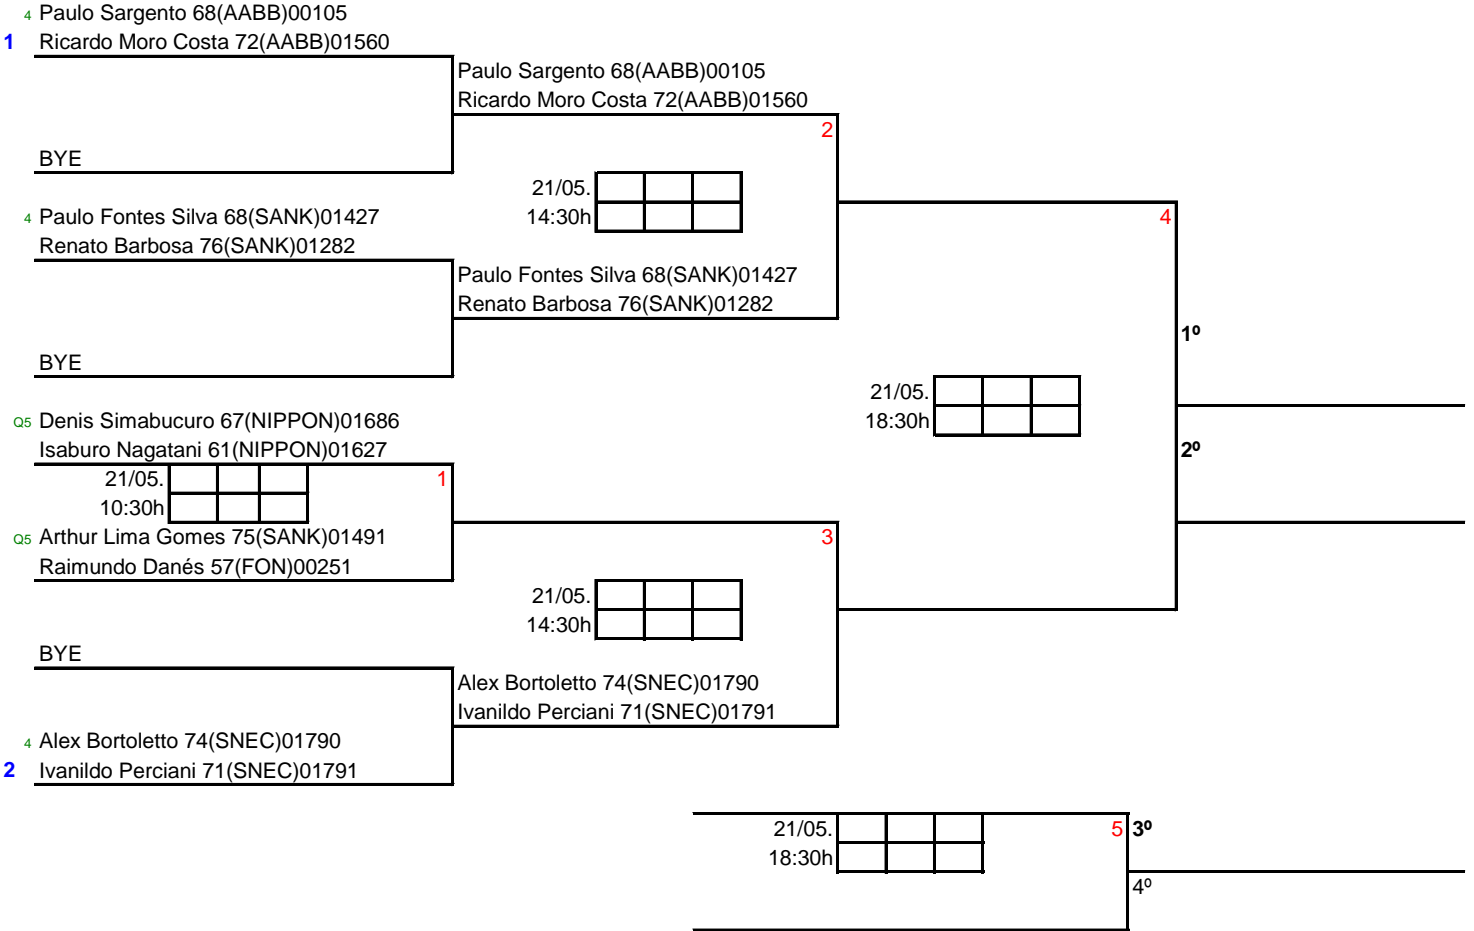 4 Paulo Sargento 68(AABB)00105
1 Ricardo Moro Costa 72(AABB)01560
Paulo Sargento 68(AABB)00105
Ricardo Moro Costa 72(AABB)01560
2
BYE
21/05.
14:30h
4 Paulo Fontes Silva 68(SANK)01427
Renato Barbosa 76(SANK)01282
4
Paulo Fontes Silva 68(SANK)01427
Renato Barbosa 76(SANK)01282
1º
BYE
21/05.
18:30h
Q5 Denis Simabucuro 67(NIPPON)01686
Isaburo Nagatani 61(NIPPON)01627
2º
21/05.
10:30h
1
Q5 Arthur Lima Gomes 75(SANK)01491
Raimundo Danés 57(FON)00251
3
21/05.
14:30h
BYE
Alex Bortoletto 74(SNEC)01790
Ivanildo Perciani 71(SNEC)01791
4 Alex Bortoletto 74(SNEC)01790
2 Ivanildo Perciani 71(SNEC)01791
21/05.
18:30h
5 3º
4º